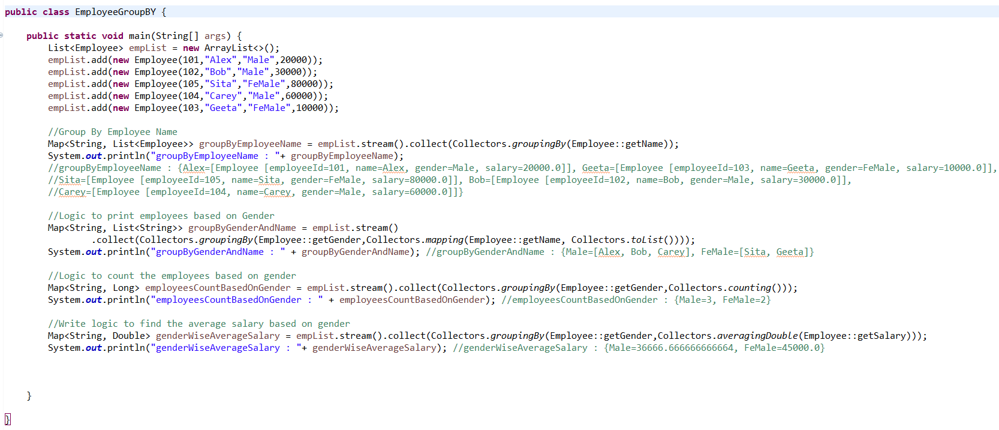 public class EmployeeGroupBY {
public static void main(String[] args) {
List<Employee> empList = new ArrayList<>();
empList.add(new Employee(101,"Alex","Male",20000));
empList.add(new Employee(102,"Bob","Male",30000));
empList.add(new Employee(105,"Sita","FeMale",80000));
empList.add(new Employee(104,"Carey","Male",60000));
empList.add(new Employee(103,"Geeta","FeMale",10000));
//Group By Employee Name
Map<String, List<Employee>> groupByEmployeeName = empList.stream().collect(Collectors.groupingBy(Employee::getName));
System.out.println("groupByEmployeeName : "+ groupByEmployeeName);
//groupByEmployeeName : {Alex=[Employee [employeeId=101, name=Alex, gender=Male, salary=20000.0]], Geeta=[Employee [employeeId=103, name=Geeta, gender=FeMale, salary=10000.0]],
//Sita=[Employee [employeeId=105, name=Sita, gender=FeMale, salary=80000.0]], Bob=[Employee [employeeId=102, name=Bob, gender=Male, salary=30000.0]],
//Carey=[Employee [employeeId=104, name=Carey, gender=Male, salary=60000.0]]}
//Logic to print employees based on Gender
Map<String, List<String>> groupByGenderAndName = empList.stream()
.collect(Collectors.groupingBy(Employee::getGender,Collectors.mapping(Employee::getName, Collectors.toList())));
System.out.println("groupByGenderAndName : " + groupByGenderAndName); //groupByGenderAndName : {Male=[Alex, Bob, Carey], FeMale=[Sita, Geeta]}
//Logic to count the employees based on gender
Map<String, Long> employeesCountBasedOnGender = empList.stream().collect(Collectors.groupingBy(Employee::getGender,Collectors.counting()));
System.out.println("employeesCountBasedOnGender : " + employeesCountBasedOnGender); //employeesCountBasedOnGender : {Male=3, FeMale=2}
//Write logic to find the average salary based on gender
Map<String, Double> genderWiseAverageSalary = empList.stream().collect(Collectors.groupingBy(Employee::getGender,Collectors.averagingDouble(Employee::getSalary)));
System.out.println("genderWiseAverageSalary : "+ genderWiseAverageSalary); //genderWiseAverageSalary : {Male=36666.666666666664, FeMale=45000.0}
}
}